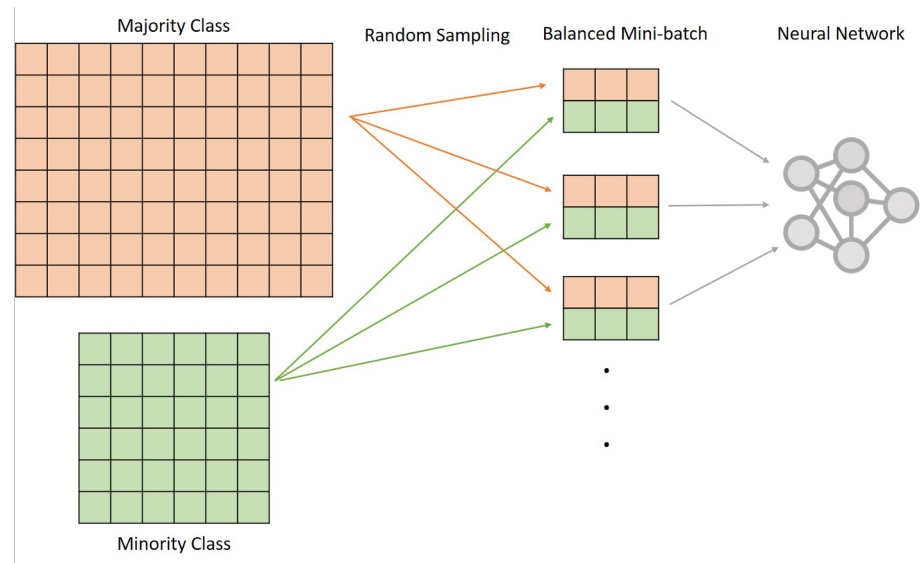 Majority Class
Random Sampling
Balanced Mini-batch
Neural Network
Minority Class